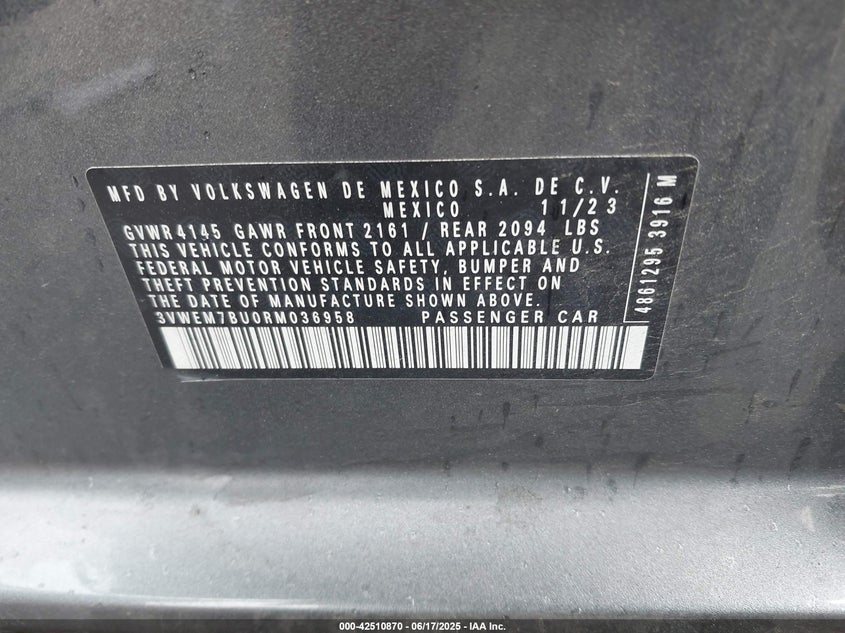 MFD BY VOLKSWAGEN DE MEXICO S.A. DE C.V.
MEXICO 11/23
GVWR 4145 GAWR FRONT 2161 / REAR 2094 LBS
THIS VEHICLE CONFORMS TO ALL APPLICABLE U.S.
FEDERAL MOTOR VEHICLE SAFETY, BUMPER AND
THEFT PREVENTION STANDARDS IN EFFECT ON
THE DATE OF MANUFACTURE SHOWN ABOVE.
3VWEM7BU0RM036958 PASSENGER CAR
4861295 3916 M
000-42510870 - 06/17/2025 - IAA Inc.